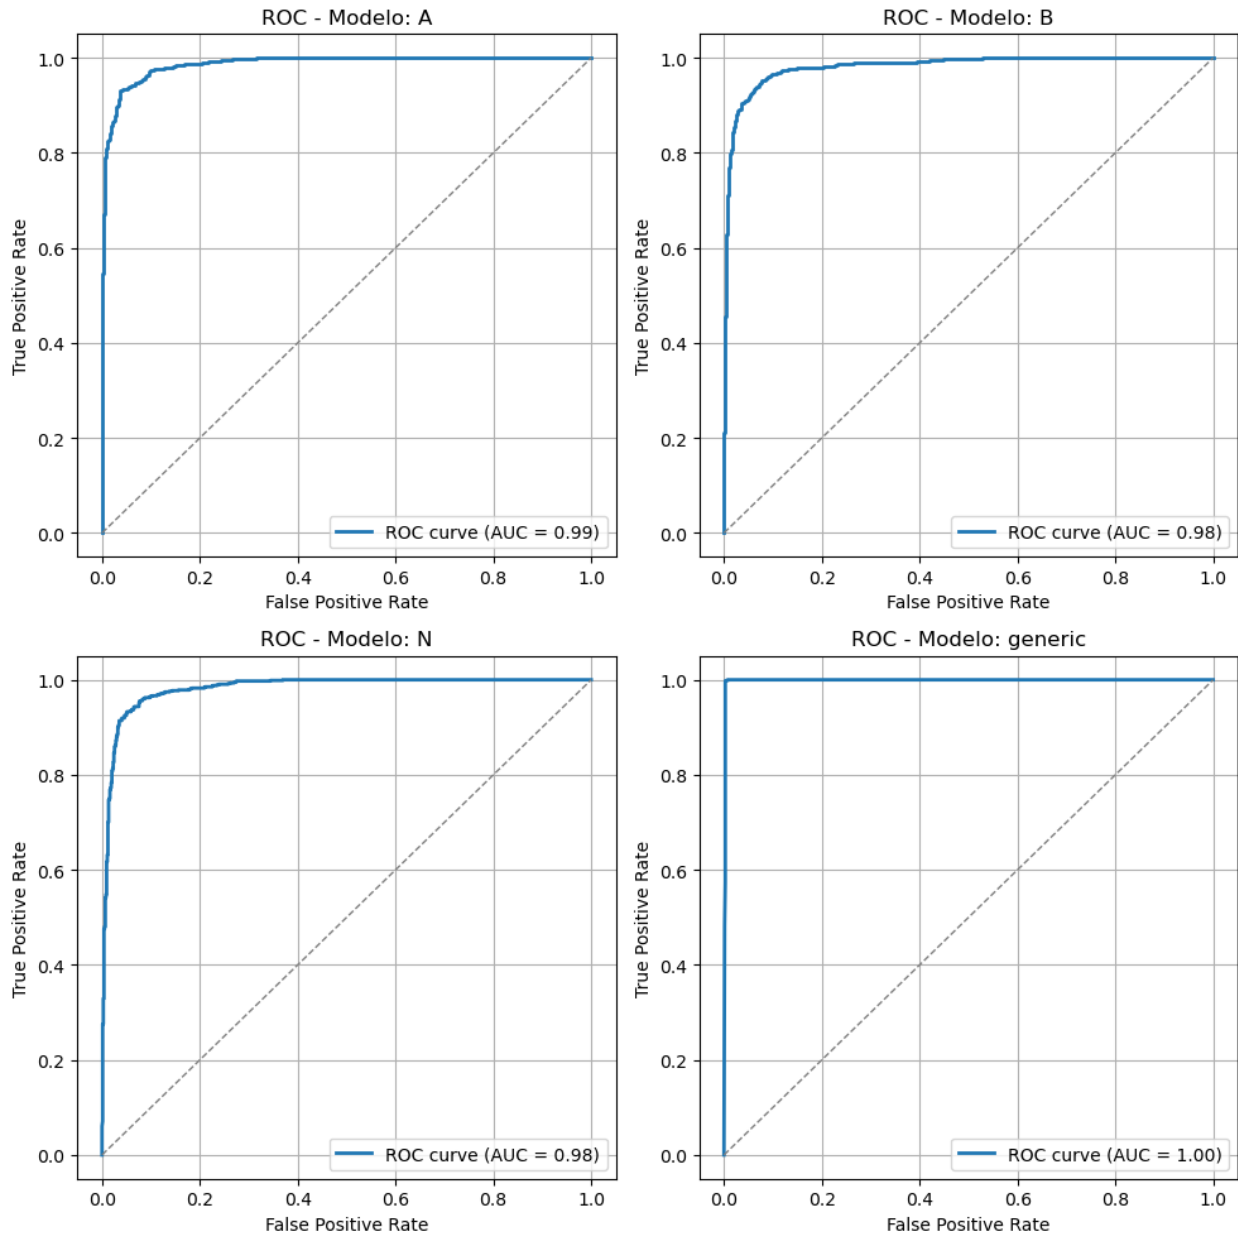 ROC - Modelo: A
1.0
0.8
0.6
0.4
0.2
0.0
True Positive Rate
ROC curve (AUC = 0.99)
0.0 0.2 0.4 0.6 0.8 1.0
False Positive Rate
ROC - Modelo: B
1.0
0.8
0.6
0.4
0.2
0.0
True Positive Rate
ROC curve (AUC = 0.98)
0.0 0.2 0.4 0.6 0.8 1.0
False Positive Rate
ROC - Modelo: N
1.0
0.8
0.6
0.4
0.2
0.0
True Positive Rate
ROC curve (AUC = 0.98)
0.0 0.2 0.4 0.6 0.8 1.0
False Positive Rate
ROC - Modelo: generic
1.0
0.8
0.6
0.4
0.2
0.0
True Positive Rate
ROC curve (AUC = 1.00)
0.0 0.2 0.4 0.6 0.8 1.0
False Positive Rate